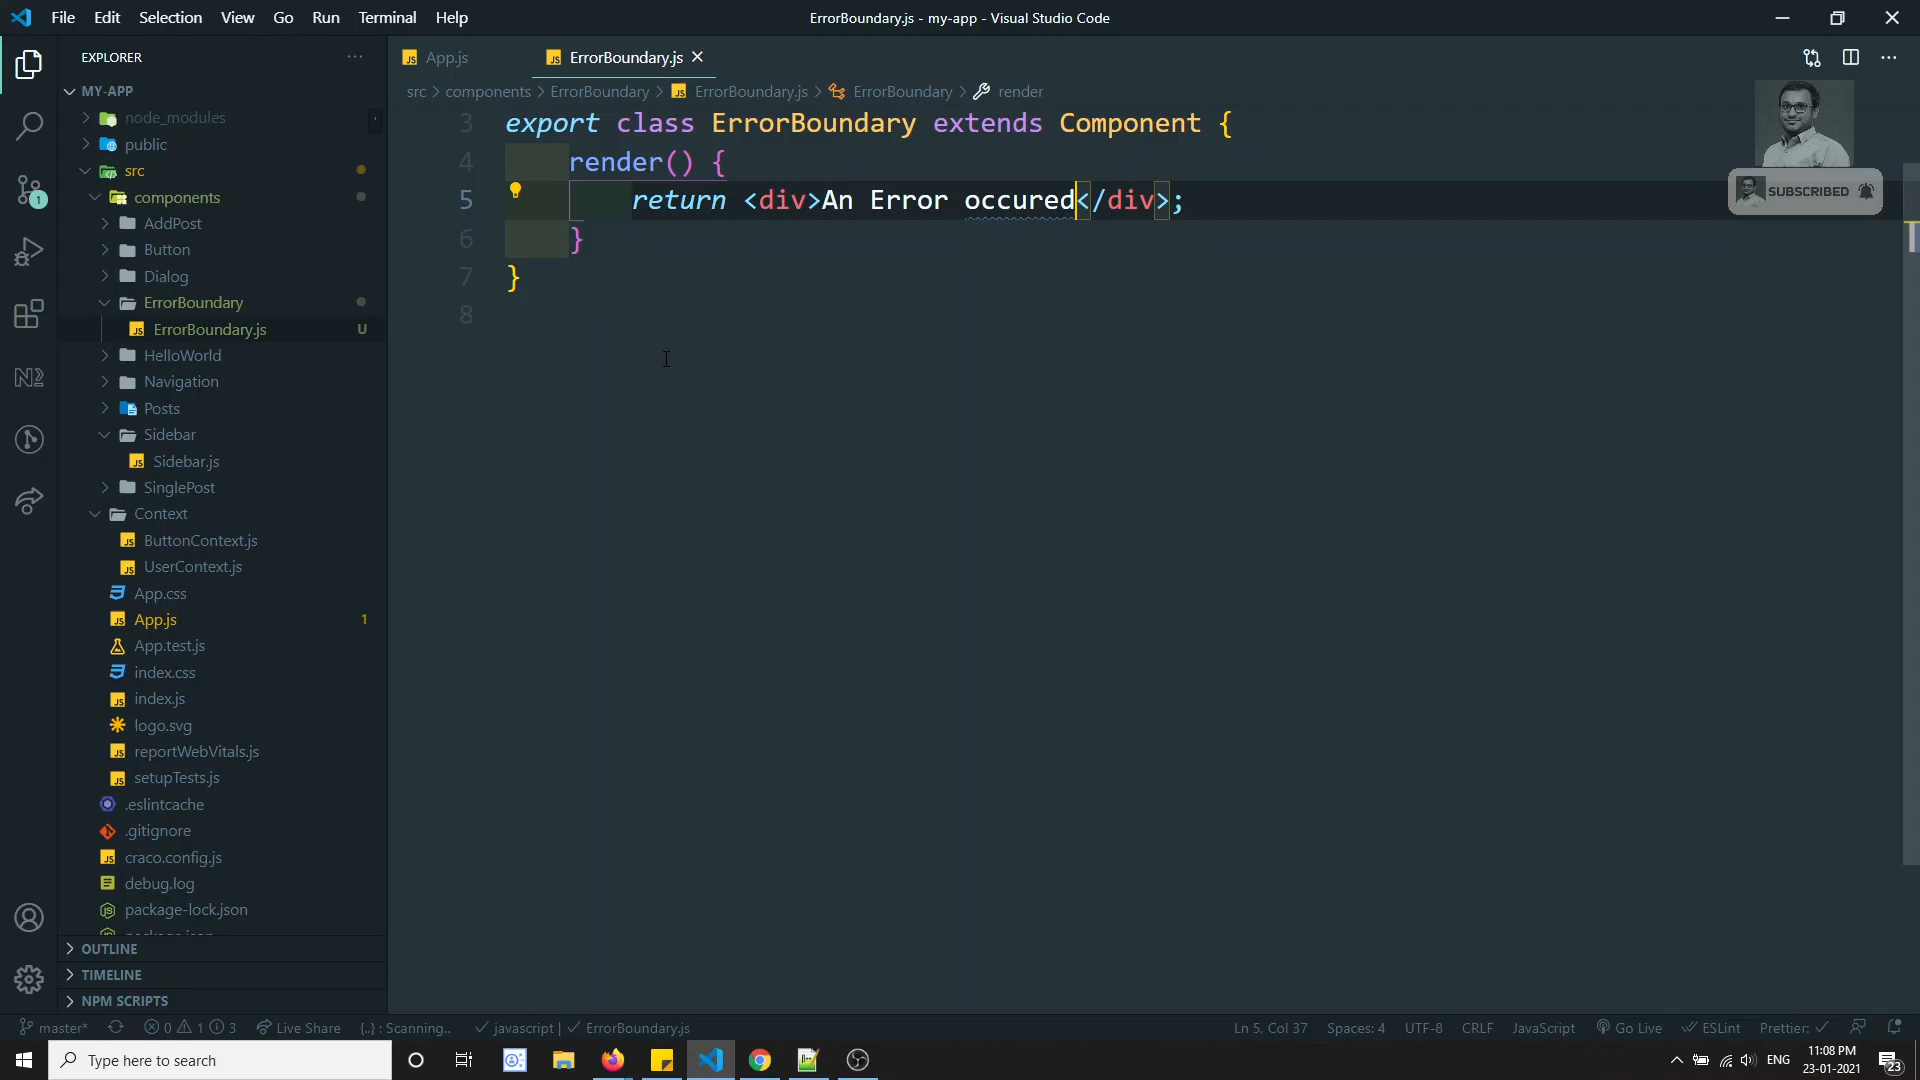 File Edit Selection View Go Run Terminal Help
ErrorBoundary.js - my-app - Visual Studio Code
EXPLORER
MY-APP
node_modules
public
src
components
AddPost
Button
Dialog
ErrorBoundary
ErrorBoundary.js U
HelloWorld
Navigation
Posts
Sidebar
Sidebar.js
SinglePost
Context
ButtonContext.js
UserContext.js
App.css
App.js 1
App.test.js
index.css
index.js
logo.svg
reportWebVitals.js
setupTests.js
.eslintcache
.gitignore
craco.config.js
debug.log
package-lock.json
OUTLINE
TIMELINE
NPM SCRIPTS
1
App.js ErrorBoundary.js
src > components > ErrorBoundary > ErrorBoundary.js > ErrorBoundary > render
3 export class ErrorBoundary extends Component {
4 render() {
5 return <div>An Error occured</div>;
6 }
7 }
8
SUBSCRIBED
master* 0 1 3 Live Share {..} : Scanning.. javascript | ErrorBoundary.js Ln 5, Col 37 Spaces: 4 UTF-8 CRLF JavaScript Go Live ESLint Prettier:
Type here to search
ENG
11:08 PM
23-01-2021
23